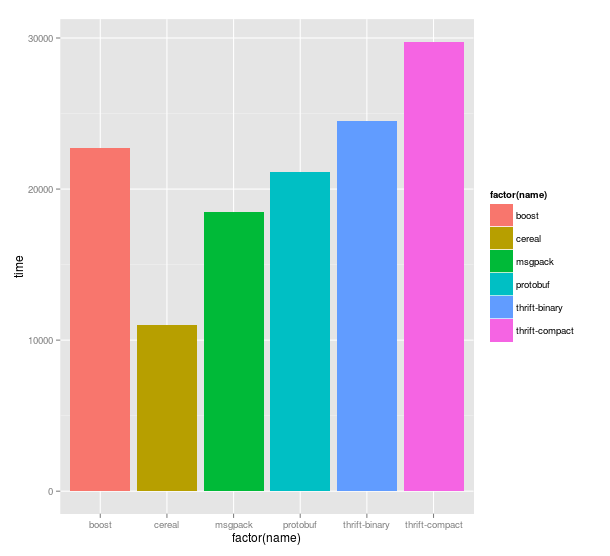 30000
20000
10000
0
time
boost cereal msgpack protobuf thrift-binary thrift-compact
factor(name)
factor(name)
boost
cereal
msgpack
protobuf
thrift-binary
thrift-compact